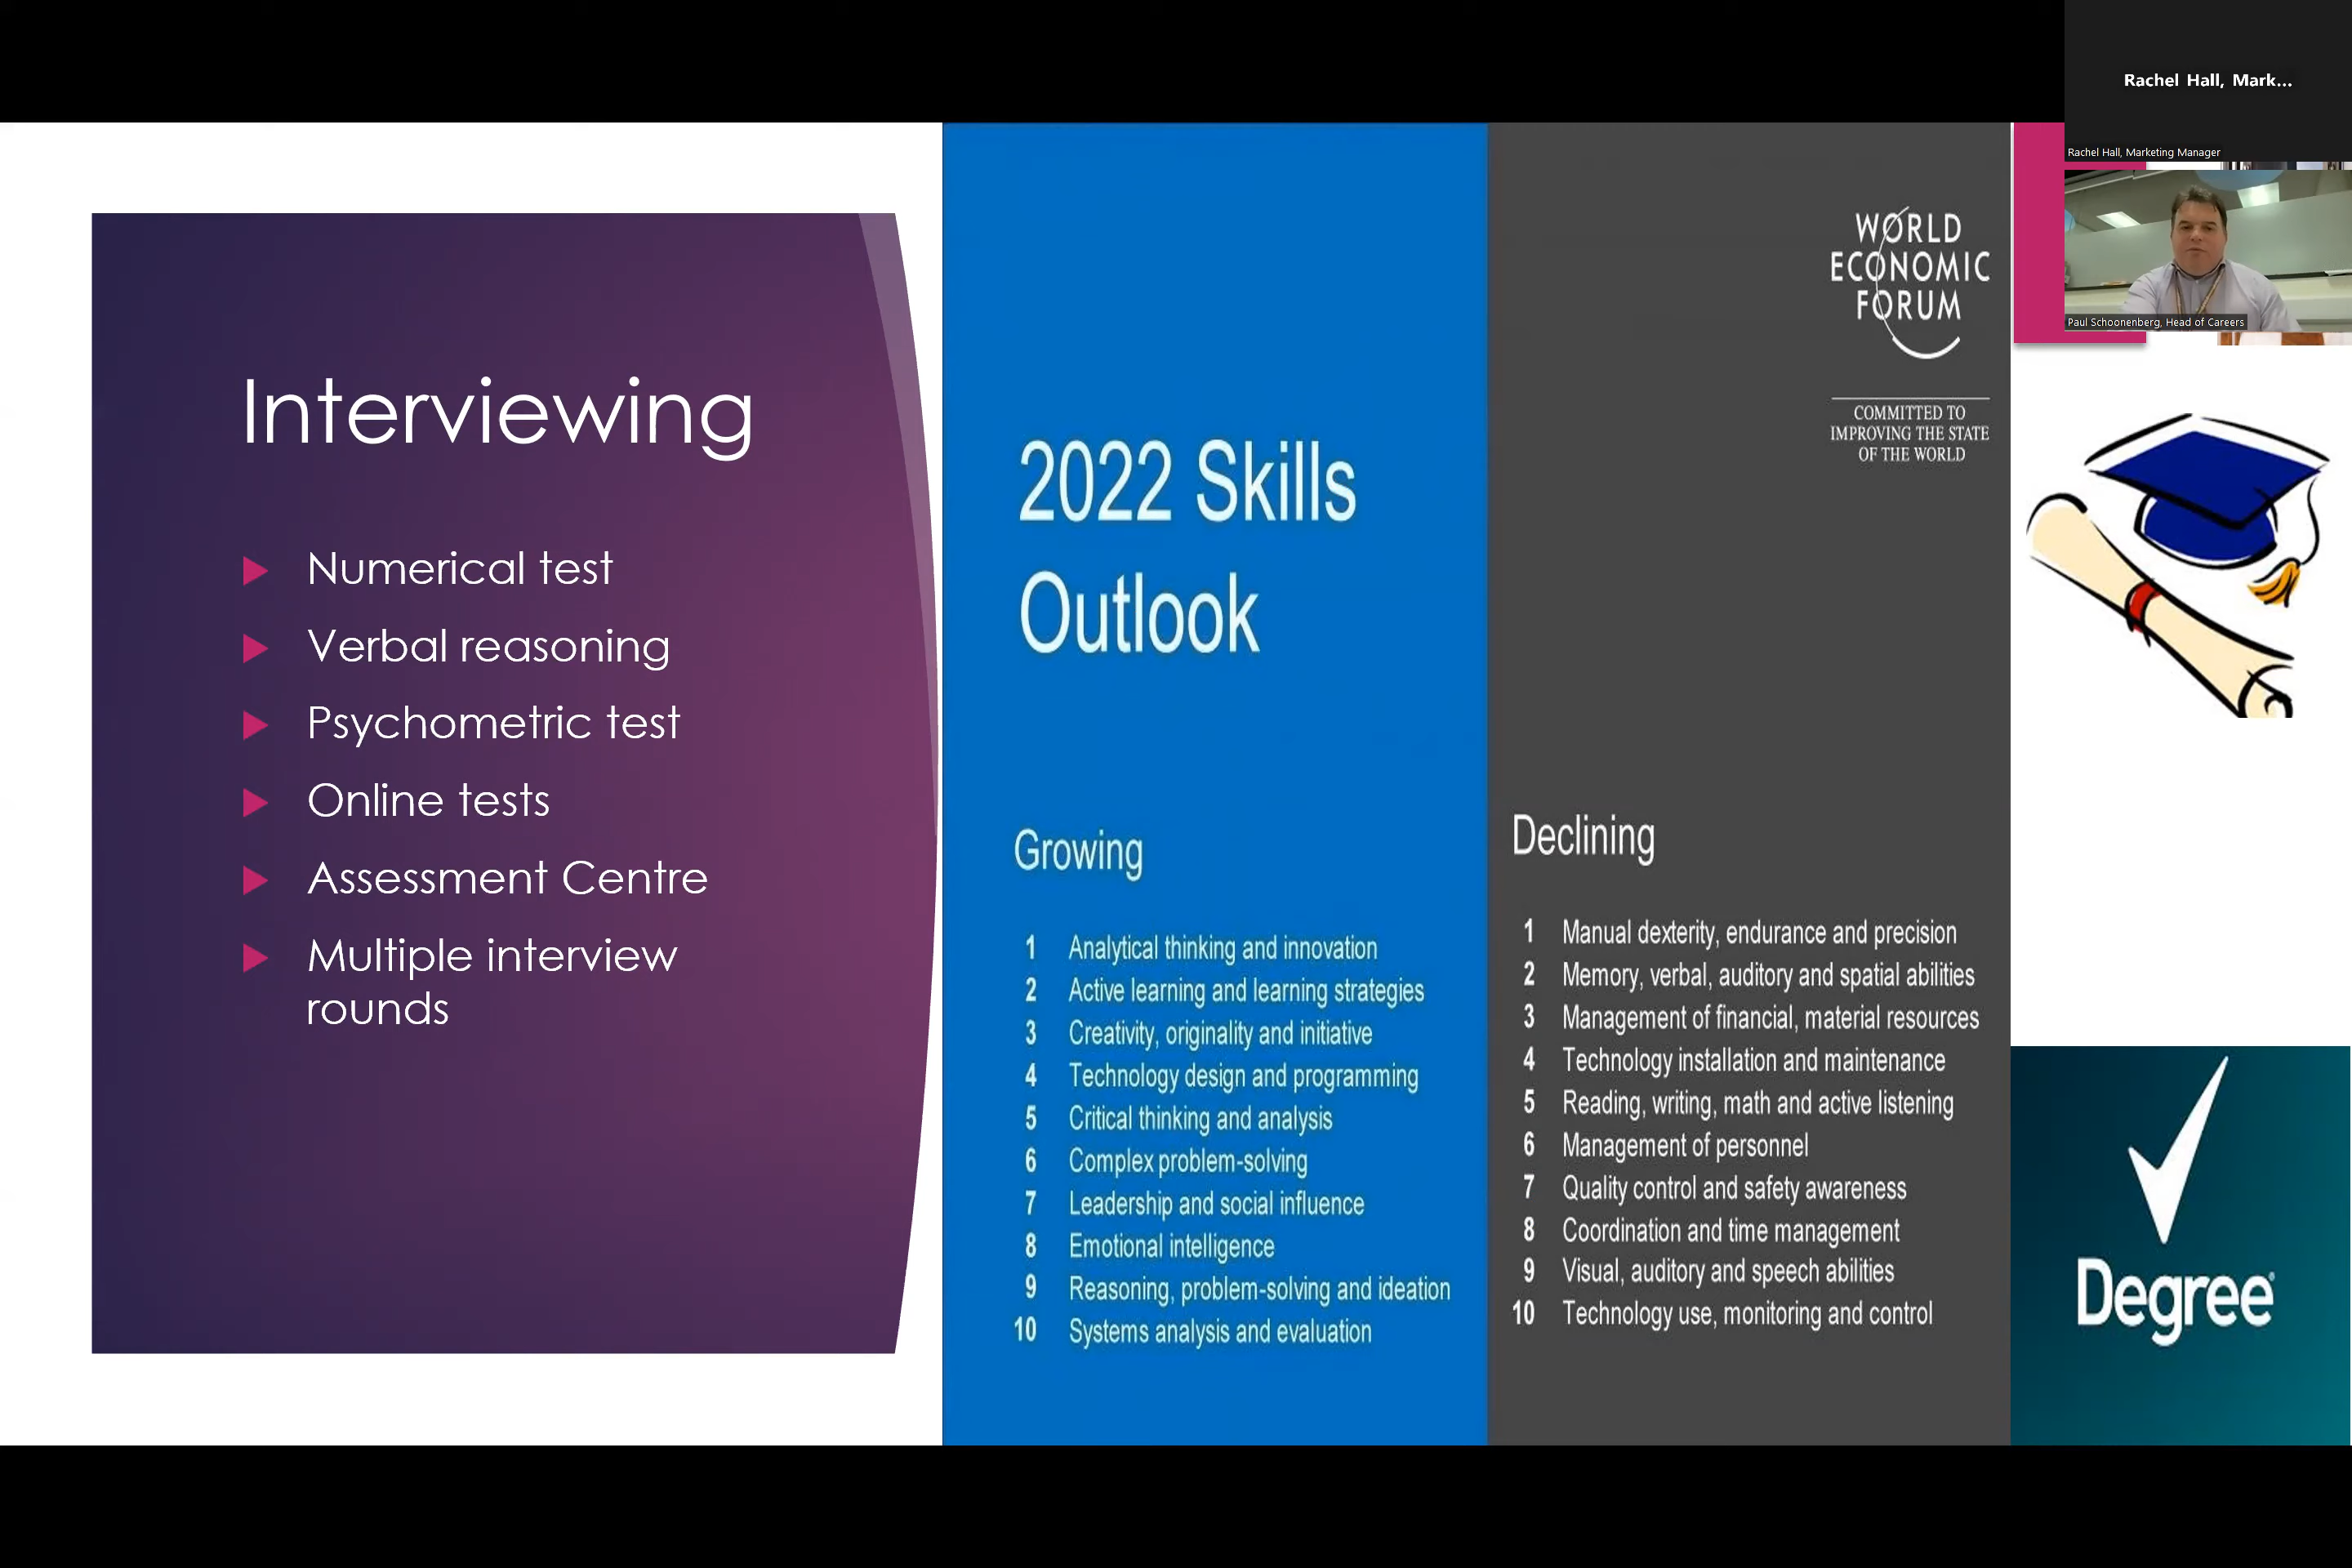 Rachel Hall, Mark...
Rachel Hall, Marketing Manager
Paul Schoonenberg, Head of Careers
Interviewing
Numerical test
Verbal reasoning
Psychometric test
Online tests
Assessment Centre
Multiple interview
rounds
2022 Skills
Outlook
Growing
1 Analytical thinking and innovation
2 Active learning and learning strategies
3 Creativity, originality and initiative
4 Technology design and programming
5 Critical thinking and analysis
6 Complex problem-solving
7 Leadership and social influence
8 Emotional intelligence
9 Reasoning, problem-solving and ideation
10 Systems analysis and evaluation
WORLD
ECONOMIC
FORUM
COMMITTED TO
IMPROVING THE STATE
OF THE WORLD
Declining
1 Manual dexterity, endurance and precision
2 Memory, verbal, auditory and spatial abilities
3 Management of financial, material resources
4 Technology installation and maintenance
5 Reading, writing, math and active listening
6 Management of personnel
7 Quality control and safety awareness
8 Coordination and time management
9 Visual, auditory and speech abilities
10 Technology use, monitoring and control
Degree